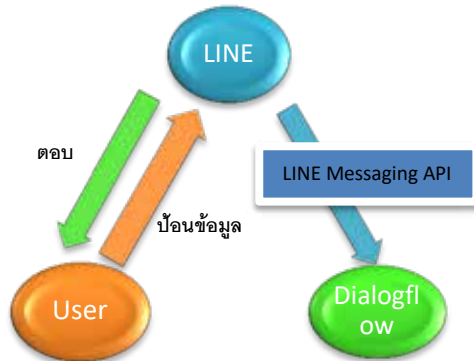 LINE
ตอบ
LINE Messaging API
ป้อนข้อมูล
User
Dialogfl
ow